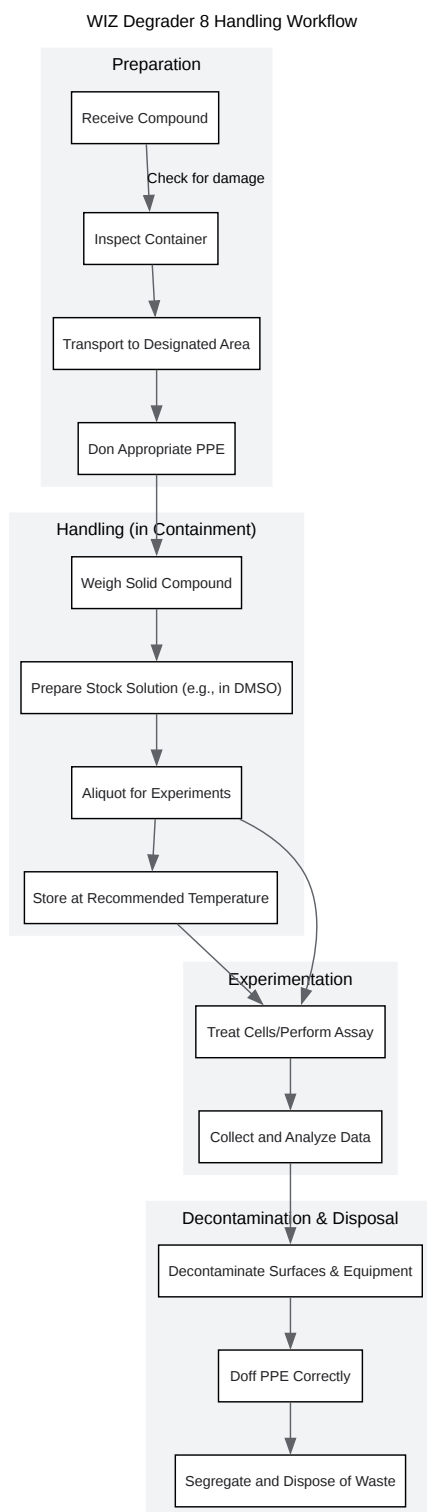 WIZ Degrader 8 Handling Workflow
Preparation
Receive Compound
Check for damage
Inspect Container
Transport to Designated Area
Don Appropriate PPE
Handling (in Containment)
Weigh Solid Compound
Prepare Stock Solution (e.g., in DMSO)
Aliquot for Experiments
Store at Recommended Temperature
Experimentation
Treat Cells/Perform Assay
Collect and Analyze Data
Decontamination & Disposal
Decontaminate Surfaces & Equipment
Doff PPE Correctly
Segregate and Dispose of Waste